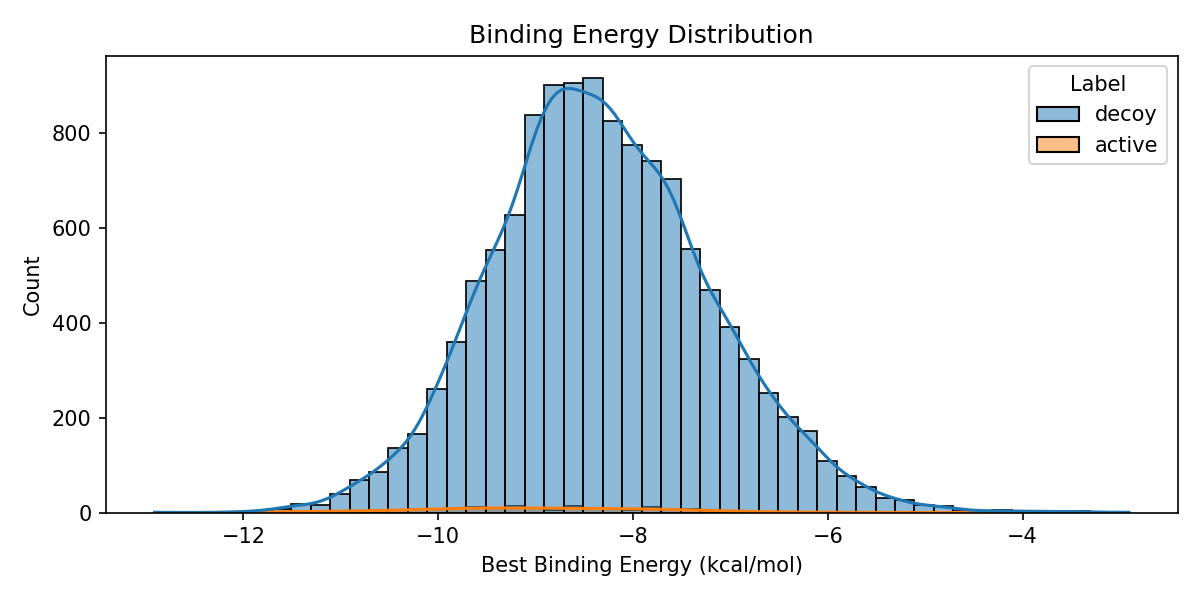 Binding Energy Distribution
Label
decoy
active
800
600
400
200
0
Count
−12
−10
−8
−6
−4
Best Binding Energy (kcal/mol)